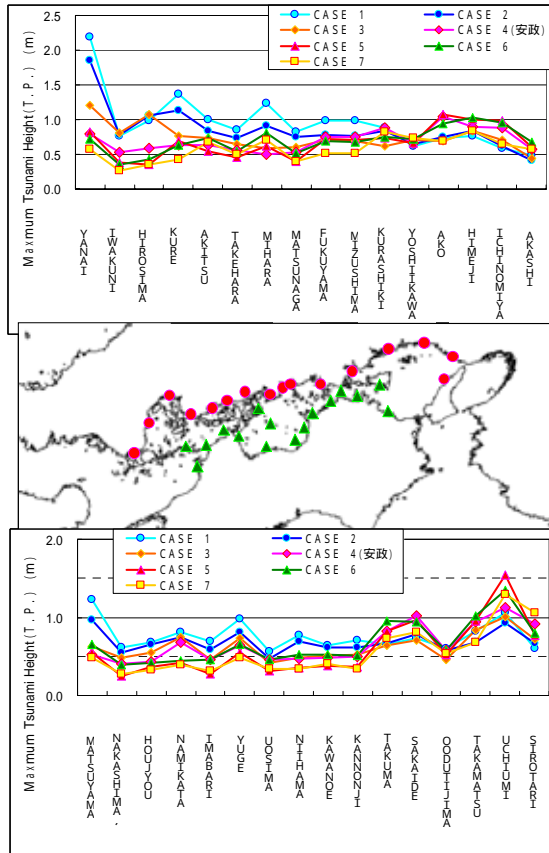 CASE 1
CASE 2
CASE 3
CASE 4(安政)
CASE 5
CASE 6
CASE 7
Maxmum Tsunami Height(T. P.) (m)
2.5
2.0
1.5
1.0
0.5
0.0
YANAI
IWAKUNI
HIROSIMA
KURE
AKITSU
TAKEHARA
MIHARA
MATSUNAGA
FUKUYAMA
MIZUSHIMA
KURASHIKI
YOSHIIKAWA
AKO
HIMEJI
ICHINOMIYA
AKASHI
CASE 1
CASE 2
CASE 3
CASE 4(安政)
CASE 5
CASE 6
CASE 7
Maxmum Tsunami Height(T. P.) (m)
2.0
1.0
0.0
MATSUYAMA
NAKASHIMA,
HOUJYOU
NAMIKATA
IMABARI
YUGE
UOSIMA
NIIHAMA
KAWANOE
KANNONJI
TAKUMA
SAKAIDE
OODUTIJIMA
TAKAMATSU
UCHIUMI
SIROTARI